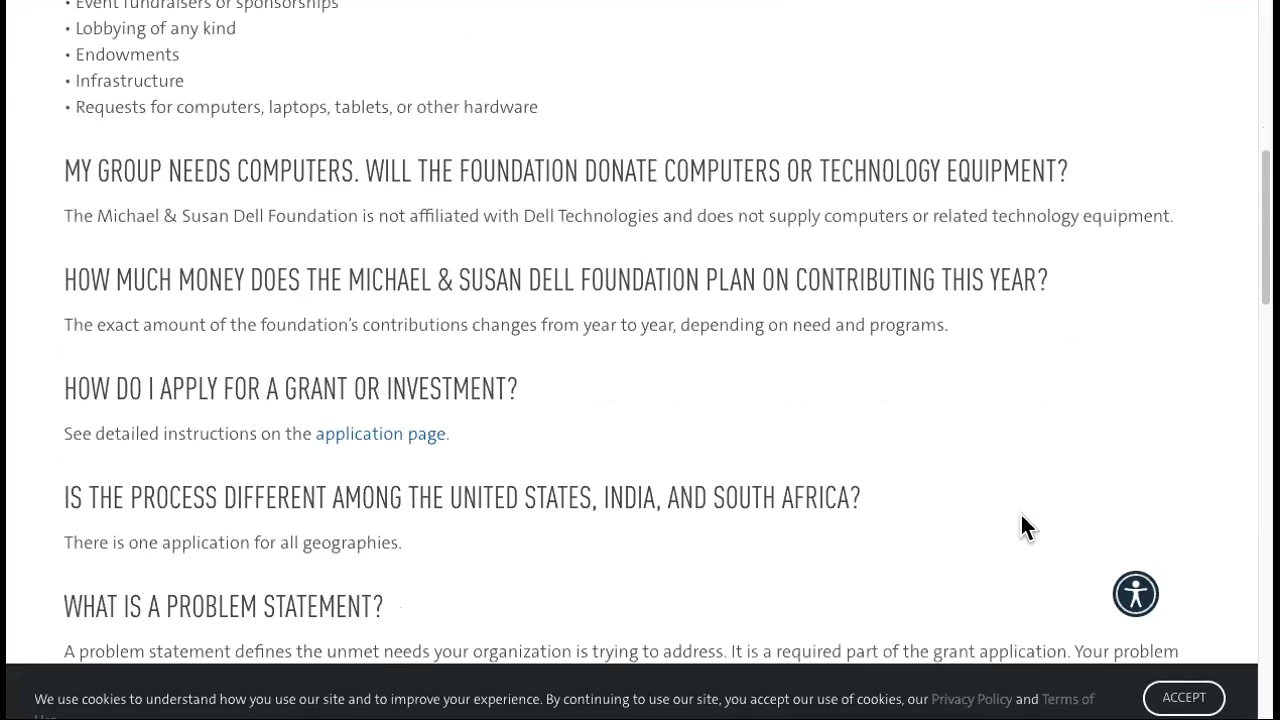 • Event fundraisers or sponsorships
• Lobbying of any kind
• Endowments
• Infrastructure
• Requests for computers, laptops, tablets, or other hardware
MY GROUP NEEDS COMPUTERS. WILL THE FOUNDATION DONATE COMPUTERS OR TECHNOLOGY EQUIPMENT?
The Michael & Susan Dell Foundation is not affiliated with Dell Technologies and does not supply computers or related technology equipment.
HOW MUCH MONEY DOES THE MICHAEL & SUSAN DELL FOUNDATION PLAN ON CONTRIBUTING THIS YEAR?
The exact amount of the foundation’s contributions changes from year to year, depending on need and programs.
HOW DO I APPLY FOR A GRANT OR INVESTMENT?
See detailed instructions on the application page.
IS THE PROCESS DIFFERENT AMONG THE UNITED STATES, INDIA, AND SOUTH AFRICA?
There is one application for all geographies.
WHAT IS A PROBLEM STATEMENT?
A problem statement defines the unmet needs your organization is trying to address. It is a required part of the grant application. Your problem
We use cookies to understand how you use our site and to improve your experience. By continuing to use our site, you accept our use of cookies, our Privacy Policy and Terms of
ACCEPT